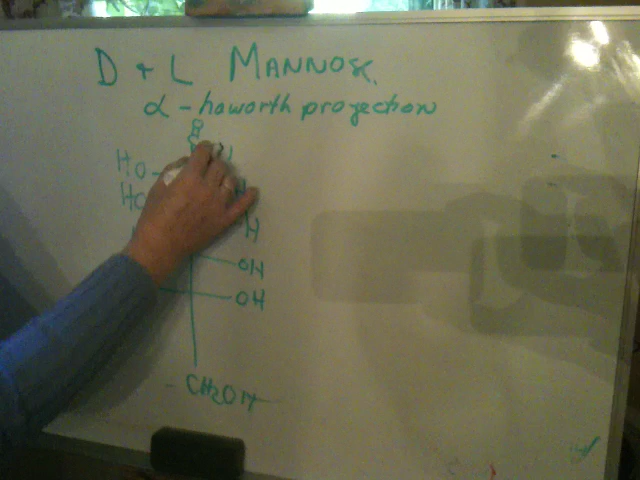 D + L MANNOSE
α - haworth projection
O
C H
HO H
HO H
OH
OH
CH2OH